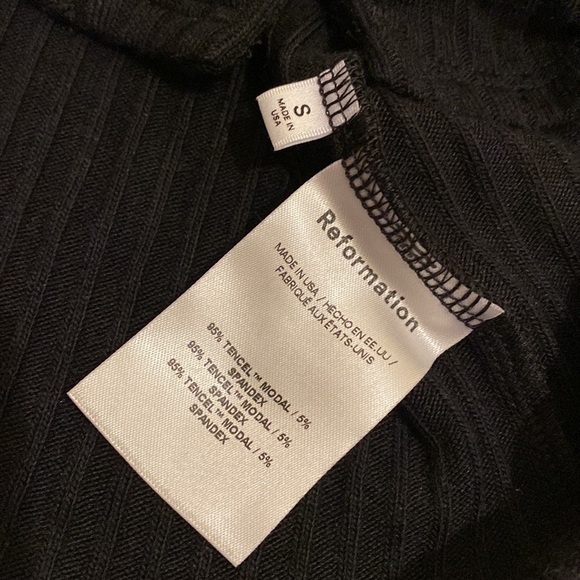 S
MADE IN
USA
Reformation
MADE IN USA / HECHO EN EE.UU /
FABRIQUÉ AUX ÉTATS-UNIS
95% TENCEL™ MODAL / 5%
SPANDEX
95% TENCEL™ MODAL / 5%
SPANDEX
95% TENCEL™ MODAL / 5%
SPANDEX